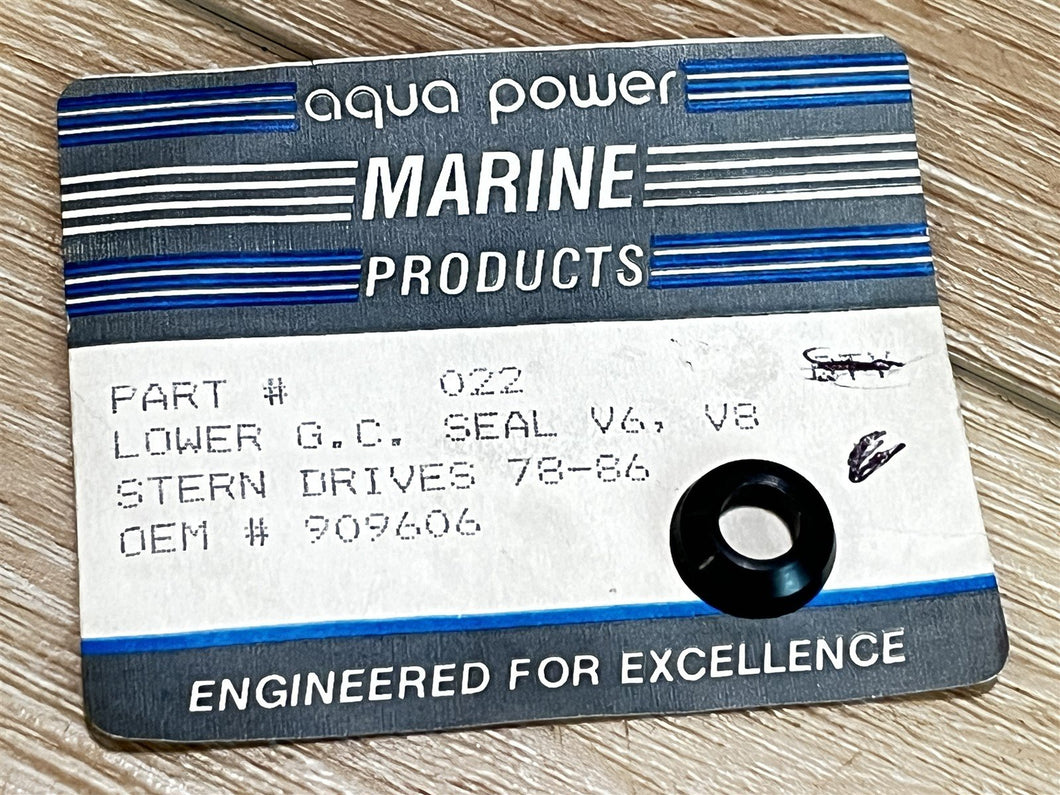 aqua power
MARINE
PRODUCTS
PART # 022
LOWER G.C. SEAL V6, V8
STERN DRIVES 78-86
OEM # 909606
ENGINEERED FOR EXCELLENCE